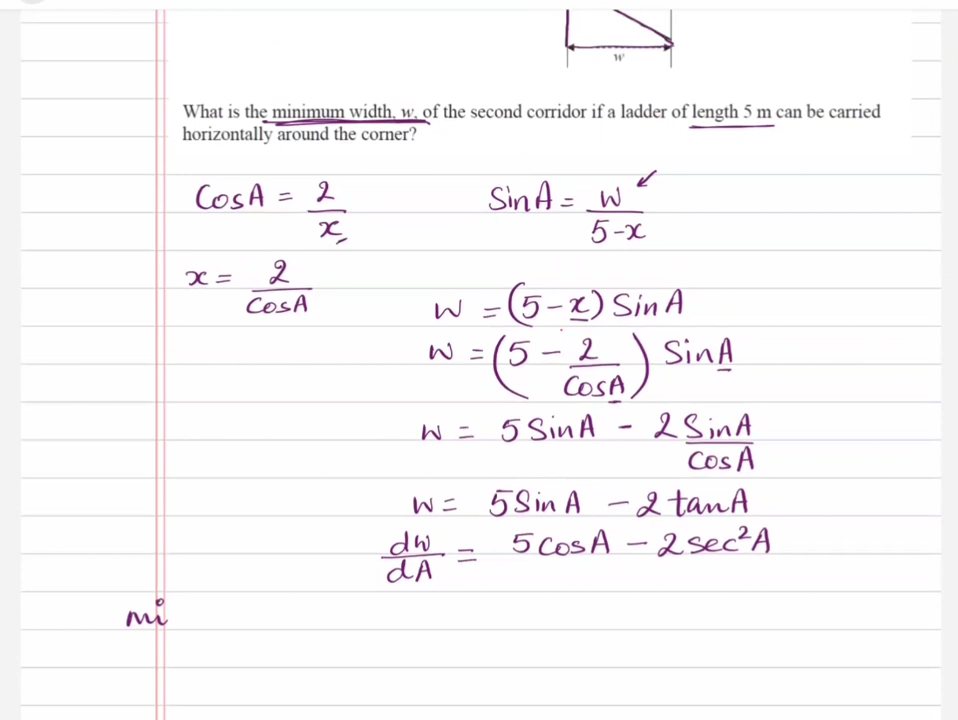 w
What is the minimum width, w, of the second corridor if a ladder of length 5 m can be carried
horizontally around the corner?
CosA = 2/x
SinA = w/5-x
x = 2/CosA
w = (5-x) SinA
w = (5 - 2/CosA) SinA
w = 5 SinA - 2 SinA/CosA
w = 5SinA - 2 tanA
dw/dA = 5 CosA - 2 sec²A
mi